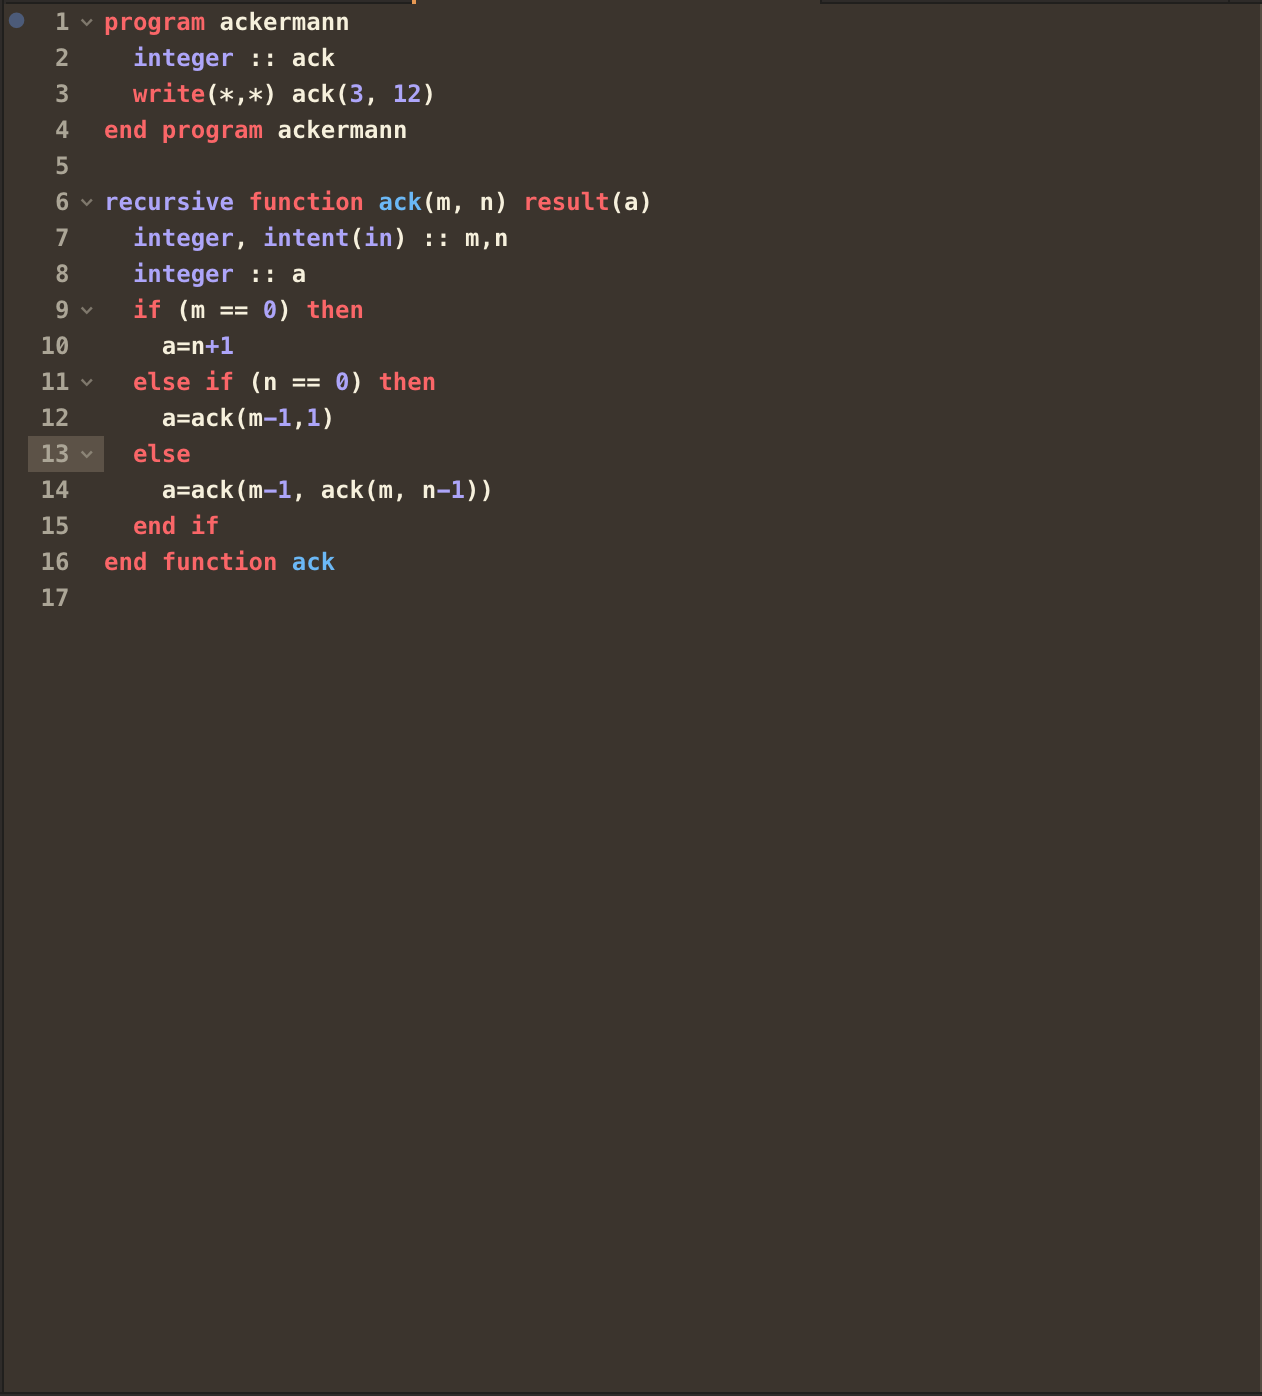 1 program ackermann
2   integer :: ack
3   write(*,*) ack(3, 12)
4 end program ackermann
5
6 recursive function ack(m, n) result(a)
7   integer, intent(in) :: m,n
8   integer :: a
9   if (m == 0) then
10     a=n+1
11   else if (n == 0) then
12     a=ack(m-1,1)
13   else
14     a=ack(m-1, ack(m, n-1))
15   end if
16 end function ack
17